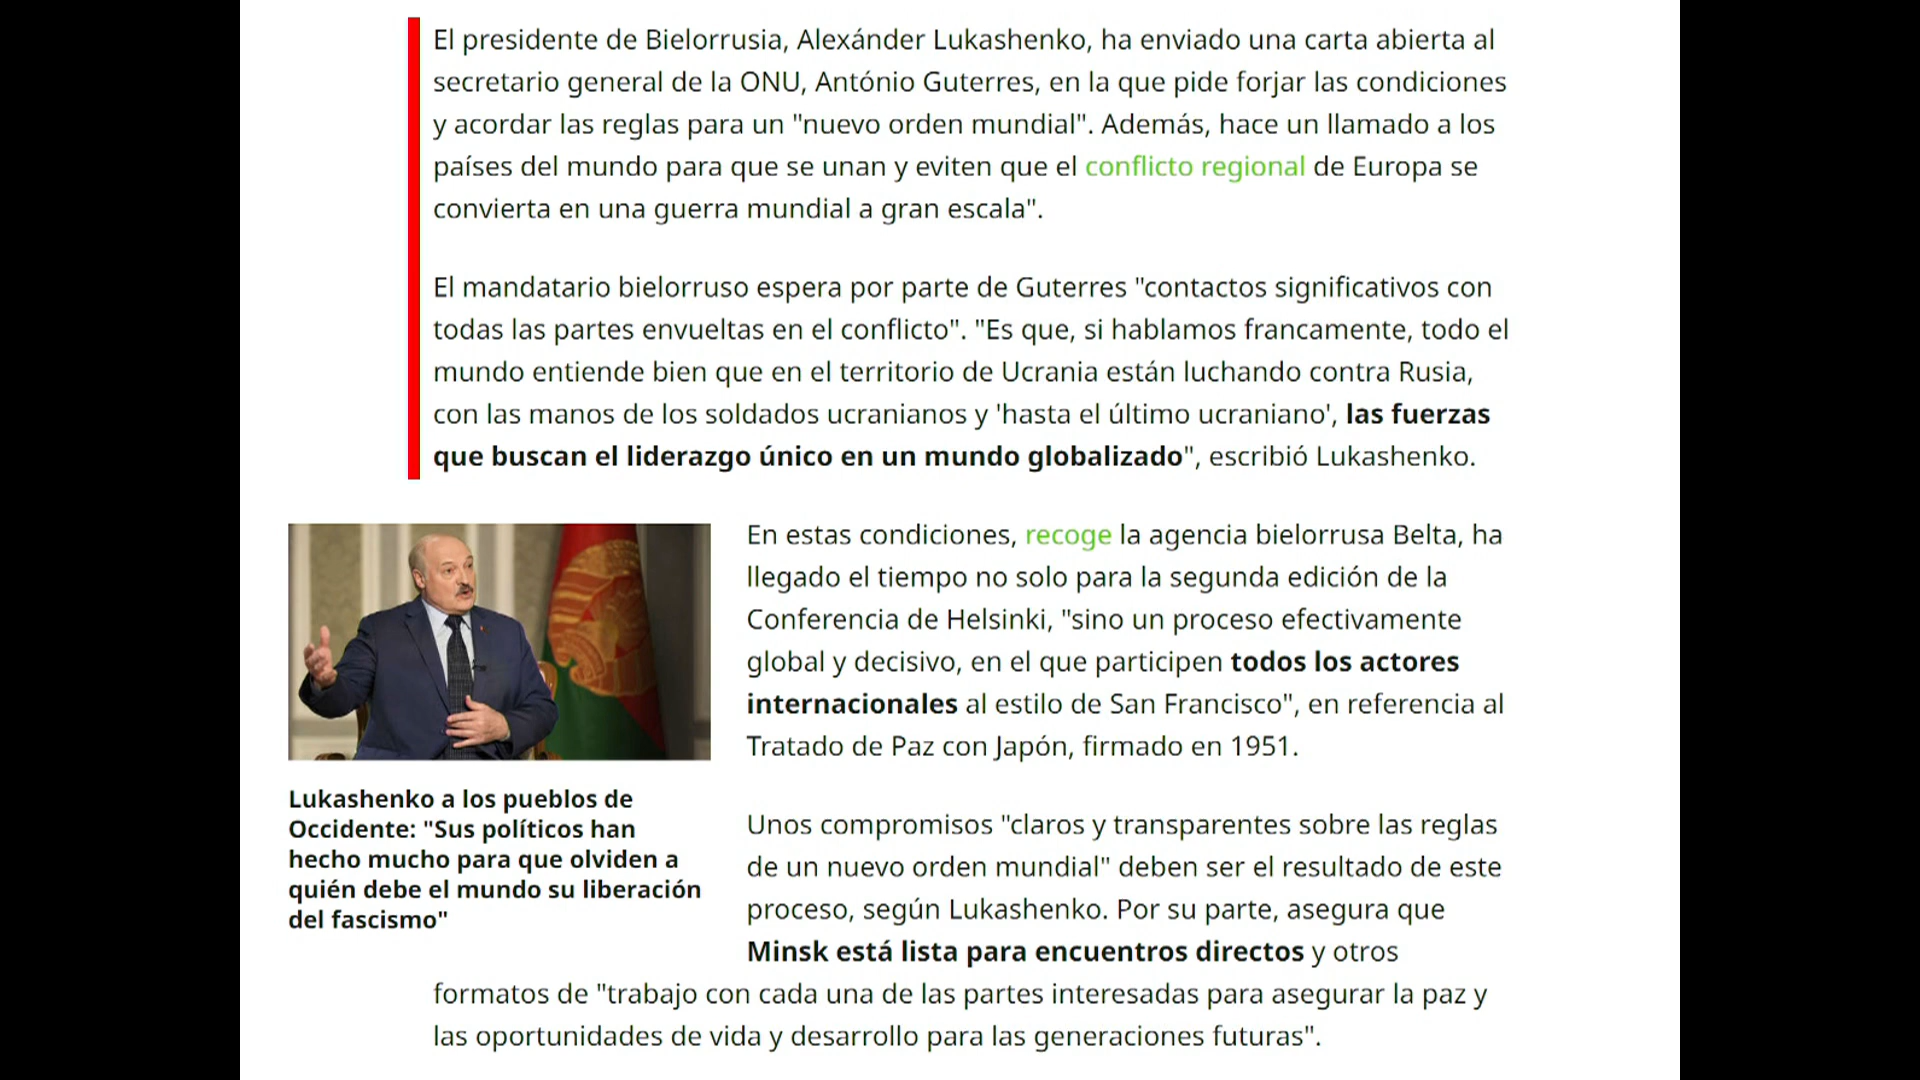 El presidente de Bielorrusia, Alexánder Lukashenko, ha enviado una carta abierta al
secretario general de la ONU, António Guterres, en la que pide forjar las condiciones
y acordar las reglas para un "nuevo orden mundial". Además, hace un llamado a los
países del mundo para que se unan y eviten que el conflicto regional de Europa se
convierta en una guerra mundial a gran escala".
El mandatario bielorruso espera por parte de Guterres "contactos significativos con
todas las partes envueltas en el conflicto". "Es que, si hablamos francamente, todo el
mundo entiende bien que en el territorio de Ucrania están luchando contra Rusia,
con las manos de los soldados ucranianos y 'hasta el último ucraniano', las fuerzas
que buscan el liderazgo único en un mundo globalizado", escribió Lukashenko.
Lukashenko a los pueblos de
Occidente: "Sus políticos han
hecho mucho para que olviden a
quién debe el mundo su liberación
del fascismo"
En estas condiciones, recoge la agencia bielorrusa Belta, ha
llegado el tiempo no solo para la segunda edición de la
Conferencia de Helsinki, "sino un proceso efectivamente
global y decisivo, en el que participen todos los actores
internacionales al estilo de San Francisco", en referencia al
Tratado de Paz con Japón, firmado en 1951.
Unos compromisos "claros y transparentes sobre las reglas
de un nuevo orden mundial" deben ser el resultado de este
proceso, según Lukashenko. Por su parte, asegura que
Minsk está lista para encuentros directos y otros
formatos de "trabajo con cada una de las partes interesadas para asegurar la paz y
las oportunidades de vida y desarrollo para las generaciones futuras".